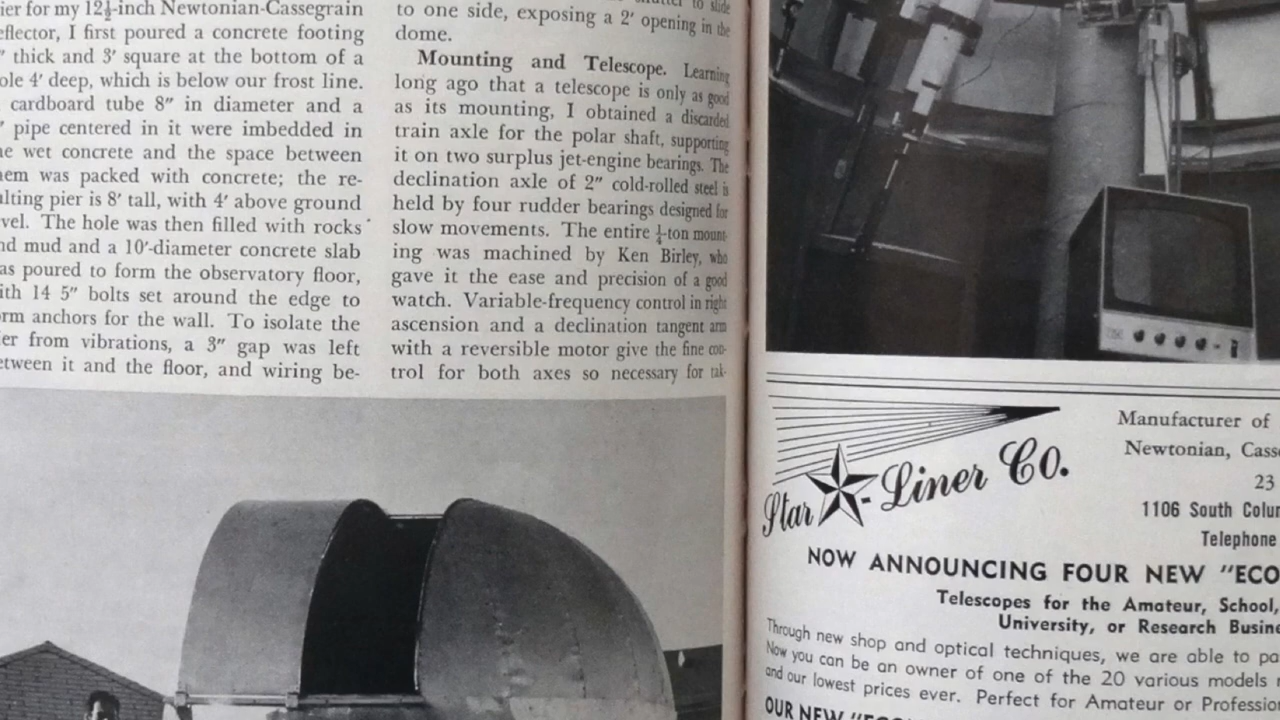 for my 12½-inch Newtonian-Cassegrain
I first poured a concrete footing
thick and 3′ square at the bottom of a
4′ deep, which is below our frost line.
cardboard tube 8″ in diameter and a
pipe centered in it were imbedded in
wet concrete and the space between
was packed with concrete; the re-
pier is 8′ tall, with 4′ above ground
The hole was then filled with rocks
mud and a 10′-diameter concrete slab
poured to form the observatory floor,
14 5″ bolts set around the edge to
anchors for the wall. To isolate the
from vibrations, a 3″ gap was left
it and the floor, and wiring be-
to slide
to one side, exposing a 2′ opening in the
dome.
Mounting and Telescope. Learning
long ago that a telescope is only as good
as its mounting, I obtained a discarded
train axle for the polar shaft, supporting
it on two surplus jet-engine bearings. The
declination axle of 2″ cold-rolled steel is
held by four rudder bearings designed for
slow movements. The entire ¼-ton mount-
ing was machined by Ken Birley, who
gave it the ease and precision of a good
watch. Variable-frequency control in right
ascension and a declination tangent arm
with a reversible motor give the fine con-
trol for both axes so necessary for tak-
Star-Liner Co.
Manufacturer of
Newtonian, Casse
23
1106 South Colu
Telephone
NOW ANNOUNCING FOUR NEW "ECO
Telescopes for the Amateur, School,
University, or Research Busine
Through new shop and optical techniques, we are able to pa
Now you can be an owner of one of the 20 various models
and our lowest prices ever. Perfect for Amateur or Professio
OUR NEW "ECO